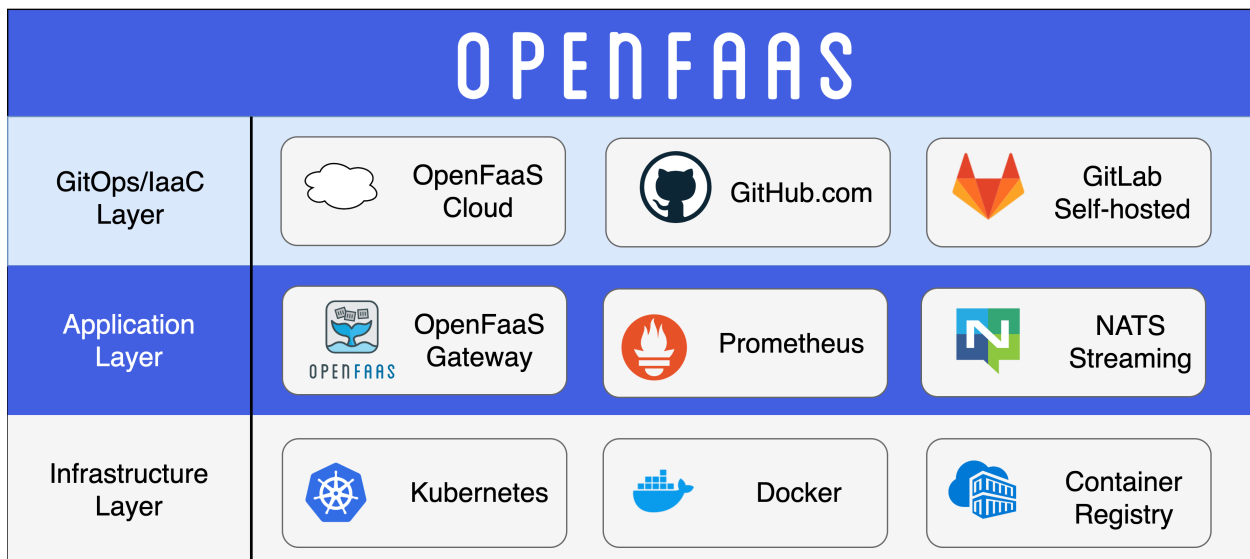 OPENFAAS
GitOps/IaaC
Layer
OpenFaaS
Cloud
GitHub.com
GitLab
Self-hosted
Application
Layer
OPENFAAS
OpenFaaS
Gateway
Prometheus
N
NATS
Streaming
Infrastructure
Layer
Kubernetes
Docker
Container
Registry